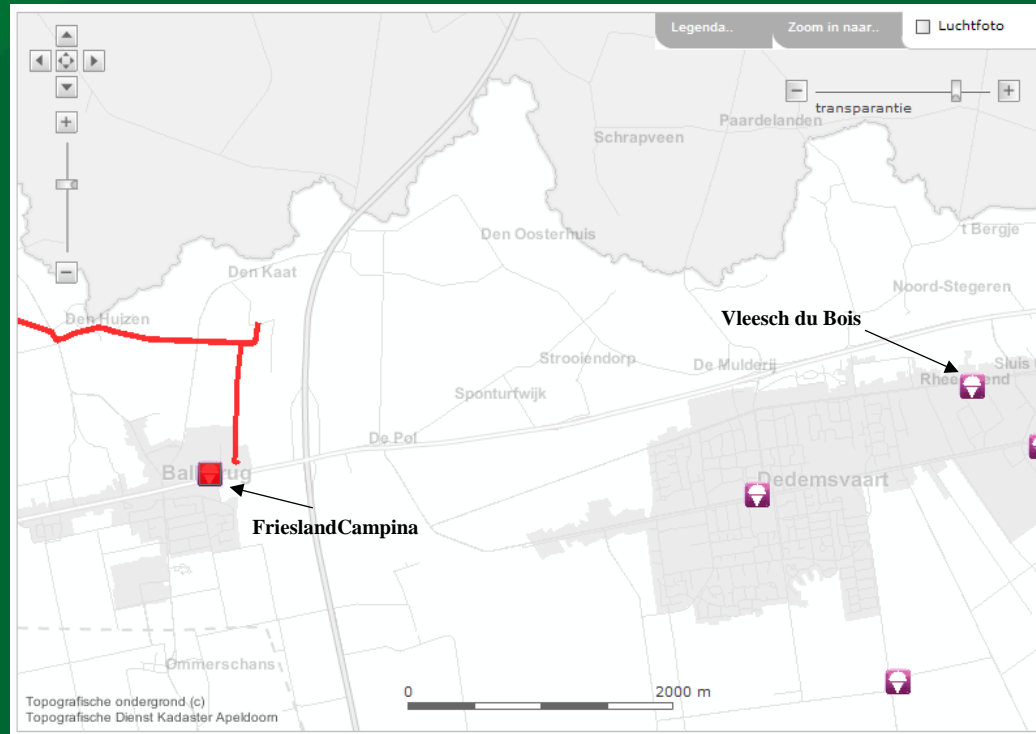 Legenda..
Zoom in naar..
Luchtfoto
transparantie
Paardelanden
Schrapveen
Den Oosterhuis
t Bergje
Den Kaat
Noord-Stegeren
Den Huizen
Vleesch du Bois
Strooiendorp
De Mulderij
Sluis
Sponturfwijk
De Pol
Dedemsvaart
FrieslandCampina
Ommerschans
0
2000 m
Topografische ondergrond (c)
Topografische Dienst Kadaster Apeldoorn